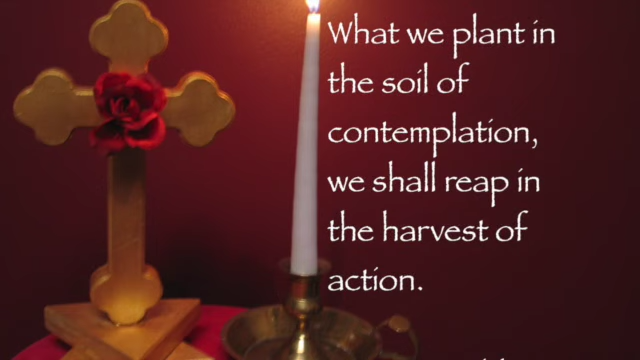 What we plant in
the soil of
contemplation,
we shall reap in
the harvest of
action.